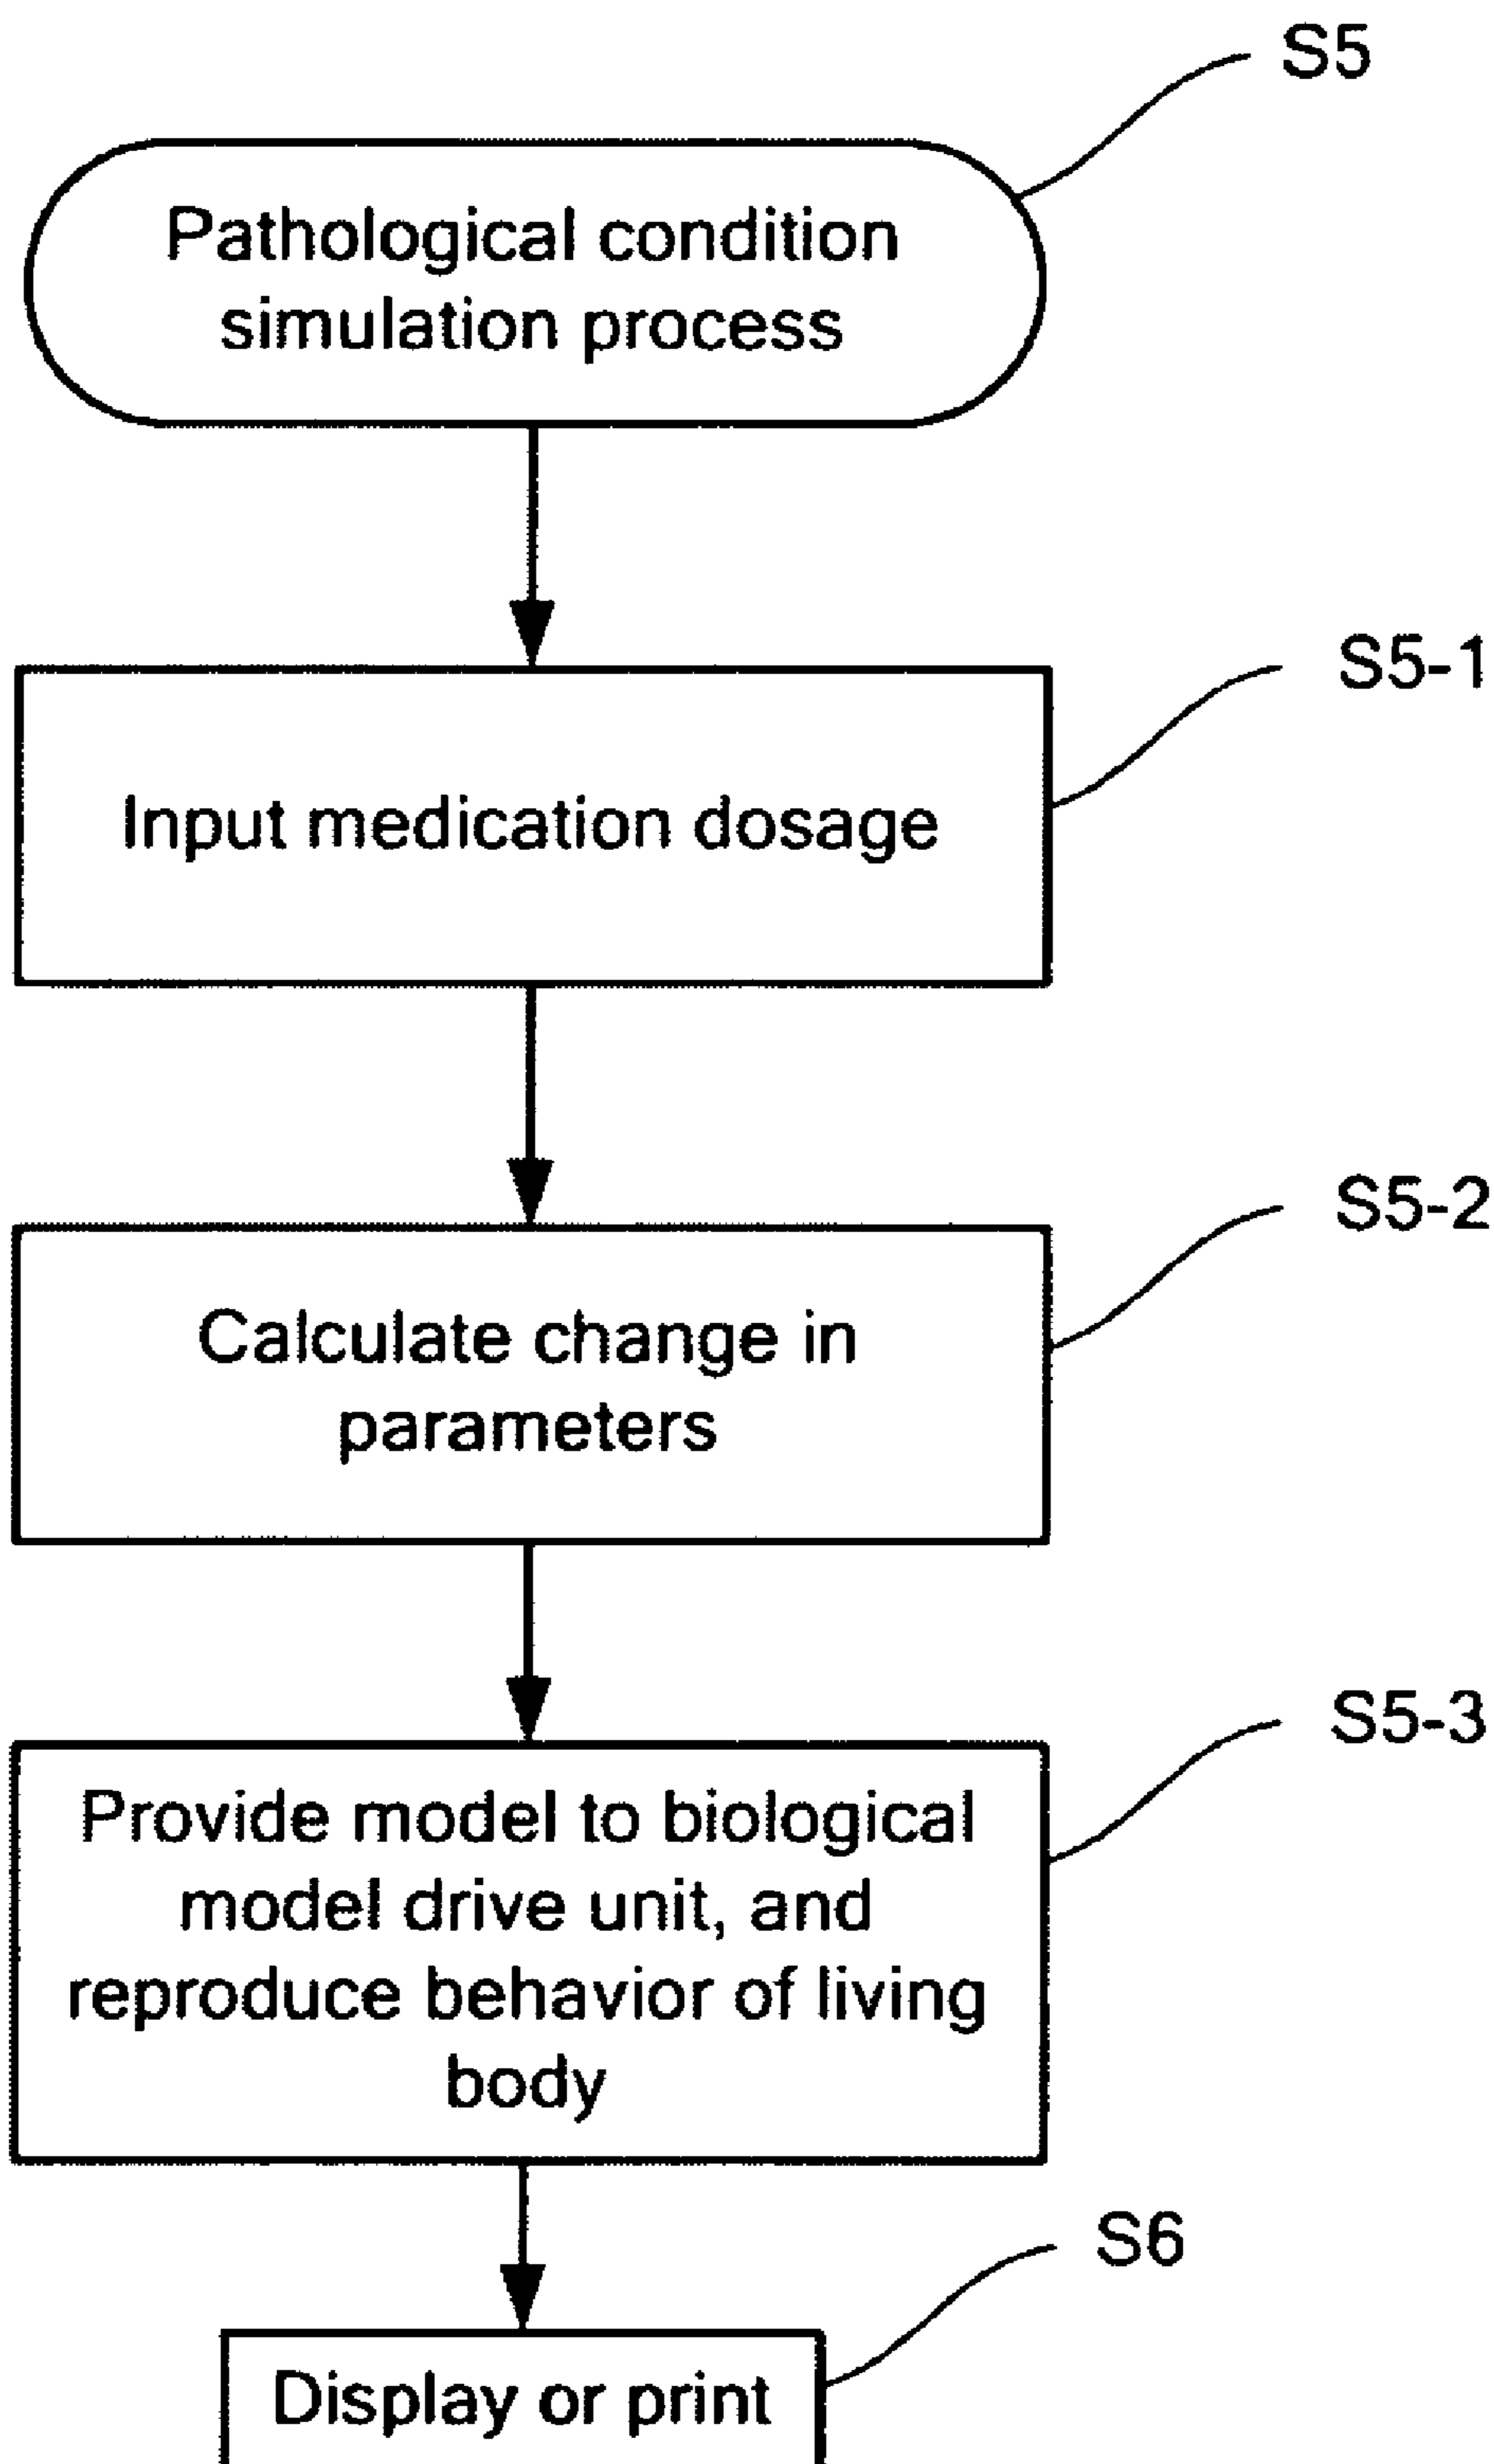 S5
Pathological condition
simulation process
S5-1
Input medication dosage
S5-2
Calculate change in
parameters
S5-3
Provide model to biological
model drive unit, and
reproduce behavior of living
body
S6
Display or print